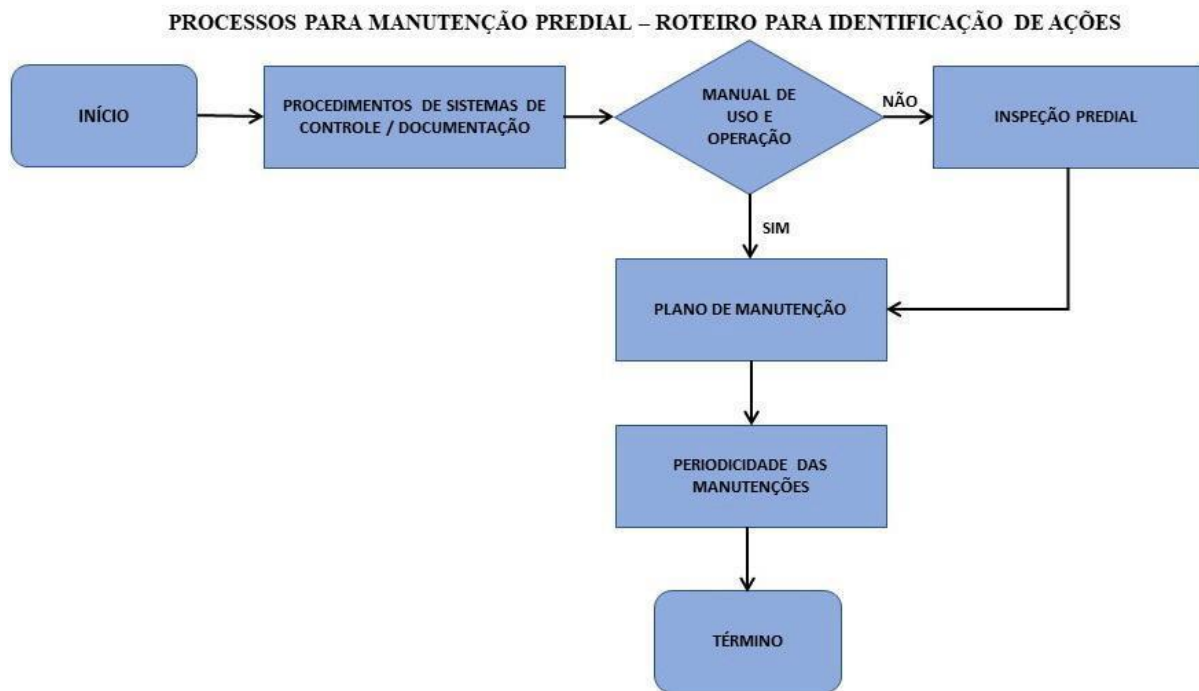 PROCESSOS PARA MANUTENÇÃO PREDIAL – ROTEIRO PARA IDENTIFICAÇÃO DE AÇÕES
INÍCIO
PROCEDIMENTOS DE SISTEMAS DE
CONTROLE / DOCUMENTAÇÃO
MANUAL DE
USO E
OPERAÇÃO
NÃO
INSPEÇÃO PREDIAL
SIM
PLANO DE MANUTENÇÃO
PERIODICIDADE DAS
MANUTENÇÕES
TÉRMINO